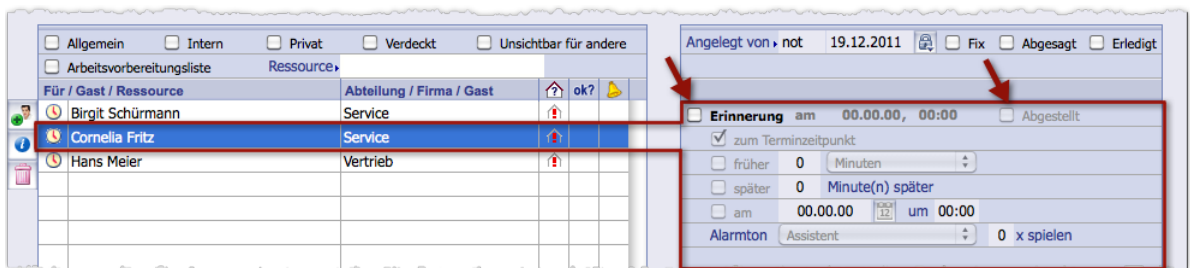 Allgemein Intern Privat Verdeckt Unsichtbar für andere
Arbeitsvorbereitungsliste Ressource
Für / Gast / Ressource Abteilung / Firma / Gast ? ok?
Birgit Schürmann Service !
Cornelia Fritz Service !
Hans Meier Vertrieb !
Angelegt von not 19.12.2011 Fix Abgesagt Erledigt
Erinnerung am 00.00.00, 00:00 Abgestellt
zum Terminzeitpunkt
früher 0 Minuten
später 0 Minute(n) später
am 00.00.00 12 um 00:00
Alarmton Assistent 0 x spielen